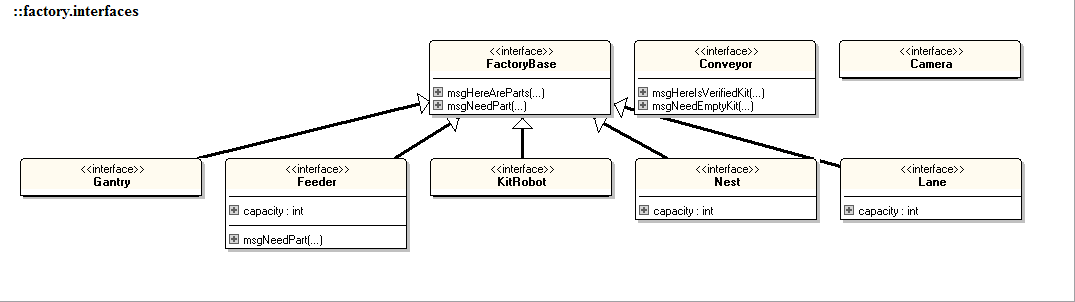 ::factory.interfaces
<<interface>>
FactoryBase
msgHereAreParts(...)
msgNeedPart(...)
<<interface>>
Conveyor
msgHereIsVerifiedKit(...)
msgNeedEmptyKit(...)
<<interface>>
Camera
<<interface>>
Gantry
<<interface>>
Feeder
capacity : int
msgNeedPart(...)
<<interface>>
KitRobot
<<interface>>
Nest
capacity : int
<<interface>>
Lane
capacity : int